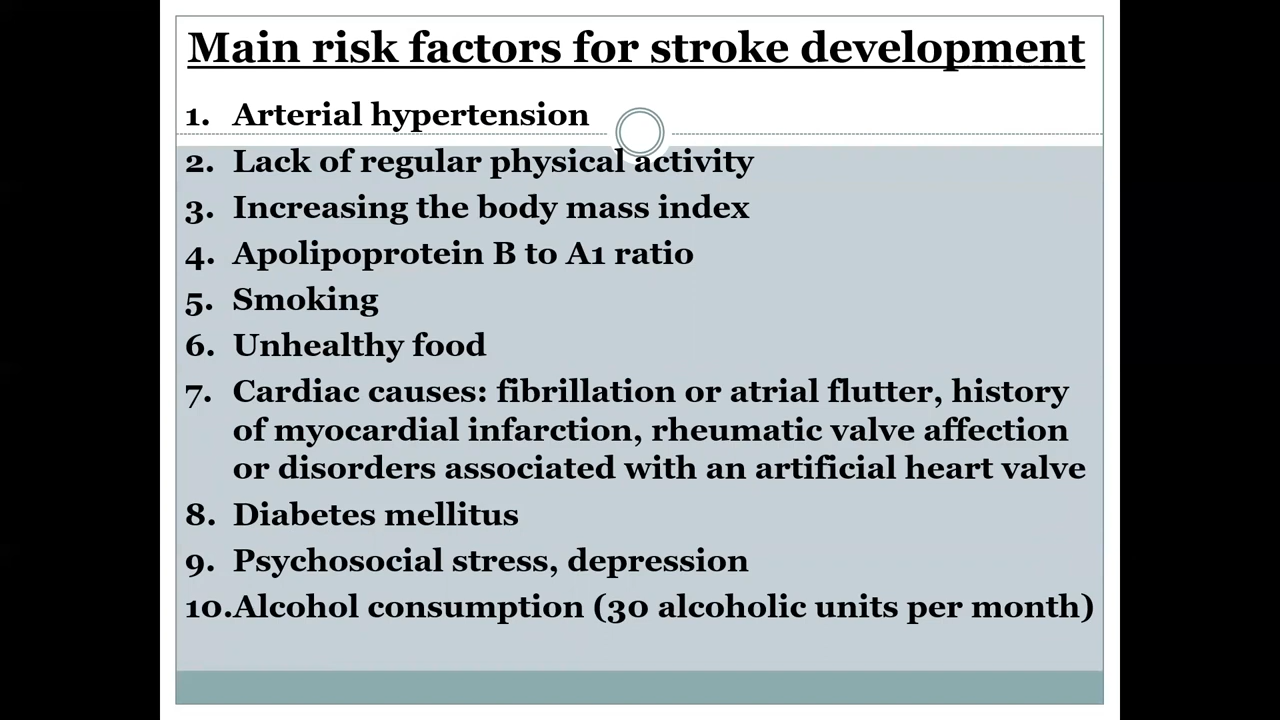 Main risk factors for stroke development
1. Arterial hypertension
2. Lack of regular physical activity
3. Increasing the body mass index
4. Apolipoprotein B to A1 ratio
5. Smoking
6. Unhealthy food
7. Cardiac causes: fibrillation or atrial flutter, history
of myocardial infarction, rheumatic valve affection
or disorders associated with an artificial heart valve
8. Diabetes mellitus
9. Psychosocial stress, depression
10.Alcohol consumption (30 alcoholic units per month)